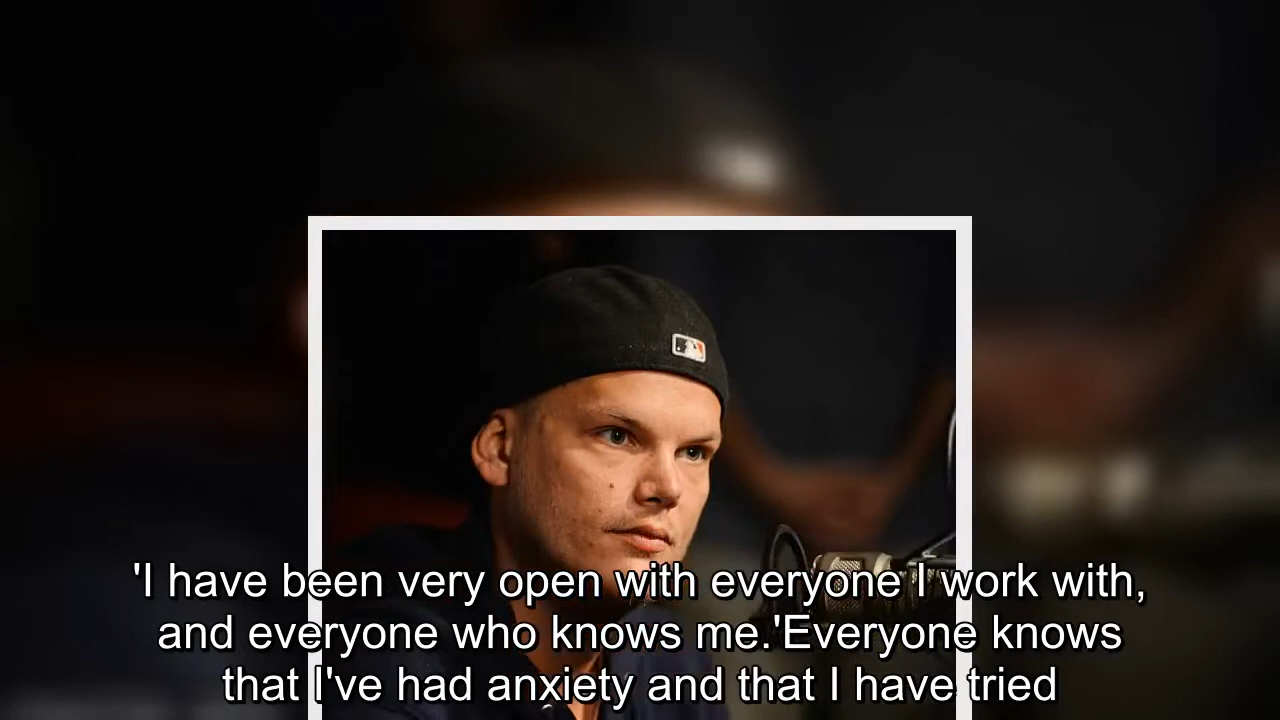 'I have been very open with everyone I work with,
and everyone who knows me.'Everyone knows
that I've had anxiety and that I have tried